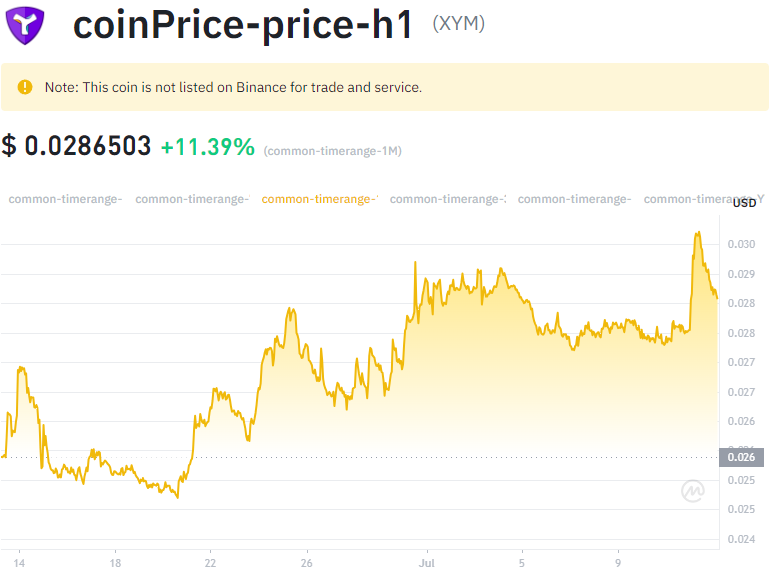 coinPrice-price-h1 (XYM)
Note: This coin is not listed on Binance for trade and service.
$ 0.0286503 +11.39% (common-timerange-1M)
common-timerange- common-timerange- common-timerange- common-timerange- common-timerange- common-timerange-Y
USD
0.030
0.029
0.028
0.028
0.027
0.027
0.026
0.026
0.025
0.025
0.024
14 18 22 26 Jul 5 9